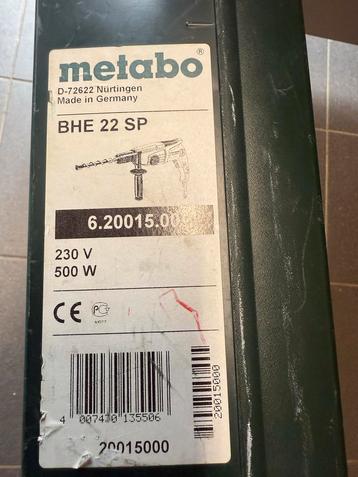 metabo®
D-72622 Nürtingen
Made in Germany
BHE 22 SP
6.20015.00
230 V
500 W
CE
4 007470 135506
20015000
20015000